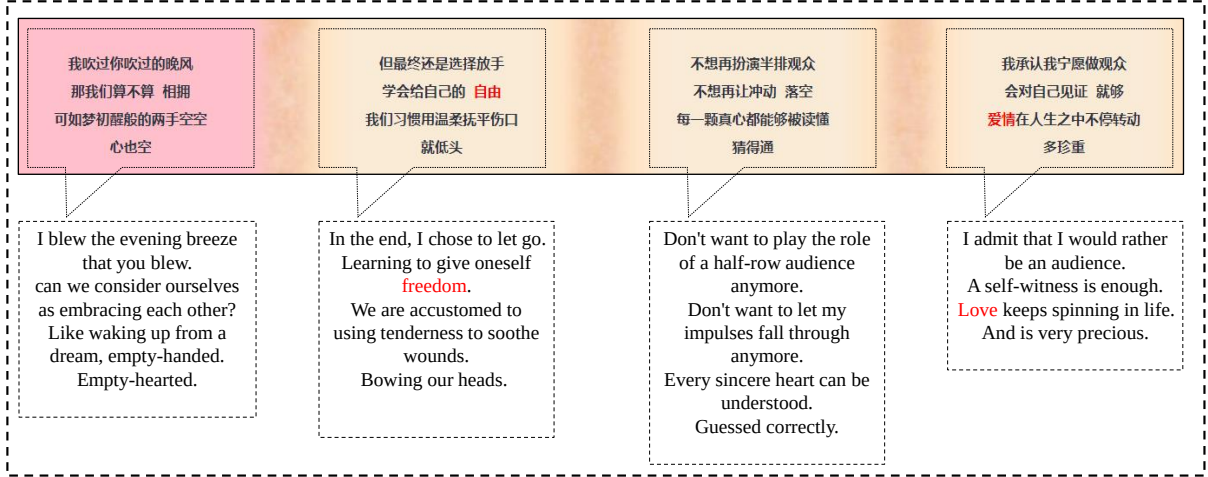 我吹过你吹过的晚风
那我们算不算 相拥
可如梦初醒般的两手空空
心也空
但最终还是选择放手
学会给自己的 自由
我们习惯用温柔抚平伤口
就低头
不想再扮演半排观众
不想再让冲动 落空
每一颗真心都能够被读懂
猜得通
我承认我宁愿做观众
会对自己见证 就够
爱情在人生之中不停转动
多珍重
I blew the evening breeze
that you blew.
can we consider ourselves
as embracing each other?
Like waking up from a
dream, empty-handed.
Empty-hearted.
In the end, I chose to let go.
Learning to give oneself
freedom.
We are accustomed to
using tenderness to soothe
wounds.
Bowing our heads.
Don't want to play the role
of a half-row audience
anymore.
Don't want to let my
impulses fall through
anymore.
Every sincere heart can be
understood.
Guessed correctly.
I admit that I would rather
be an audience.
A self-witness is enough.
Love keeps spinning in life.
And is very precious.